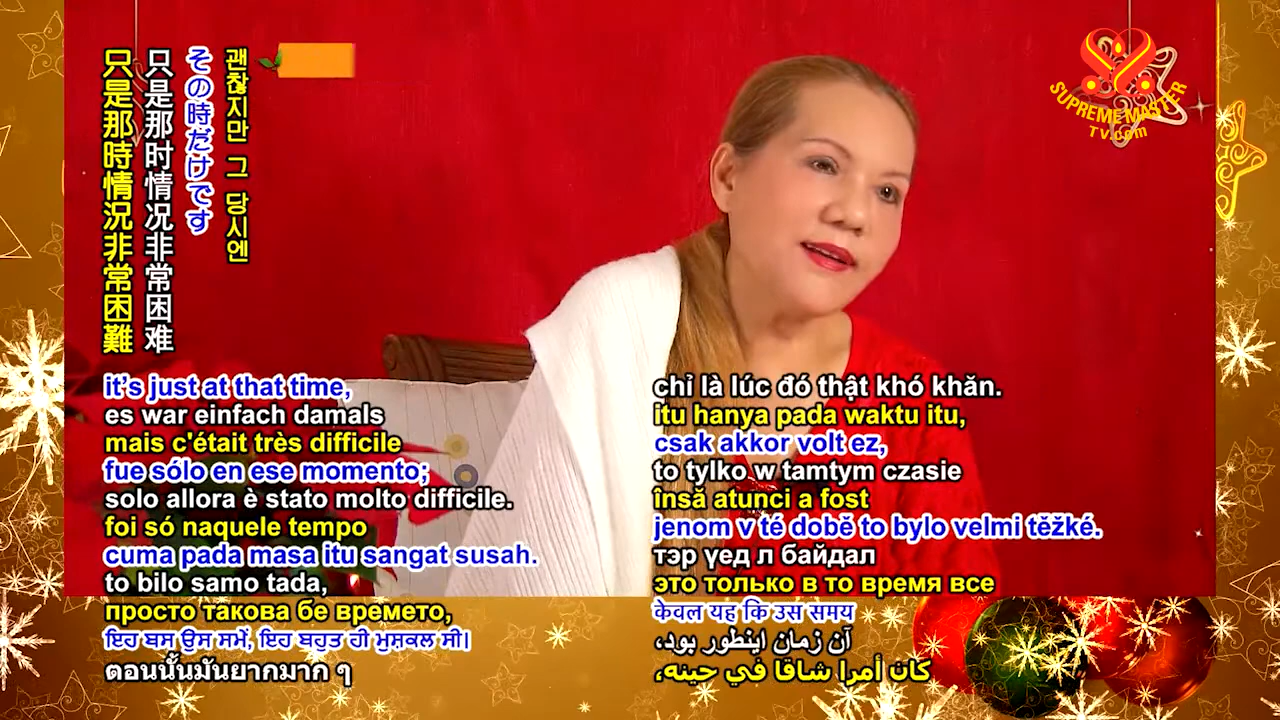 只是那時情況非常困難
只是那时情况非常困难
その時だけです
괜찮지만 그 당시엔
SUPREME MASTER
TV.com
it's just at that time,
es war einfach damals
mais c'était très difficile
fue sólo en ese momento;
solo allora è stato molto difficile.
foi só naquele tempo
cuma pada masa itu sangat susah.
to bilo samo tada,
просто такова бе времето,
ਇਹ ਬਸ ਉਸ ਸਮੇਂ, ਇਹ ਬਹੁਤ ਹੀ ਮੁਸ਼ਕਲ ਸੀ।
ตอนนั้นมันยากมาก ๆ
chỉ là lúc đó thật khó khăn.
itu hanya pada waktu itu,
csak akkor volt ez,
to tylko w tamtym czasie
însă atunci a fost
jenom v té době to bylo velmi těžké.
тэр үед л байдал
это только в то время все
केवल यह कि उस समय
آن زمان اینطور بود،
كان أمرا شاقا في حينه،